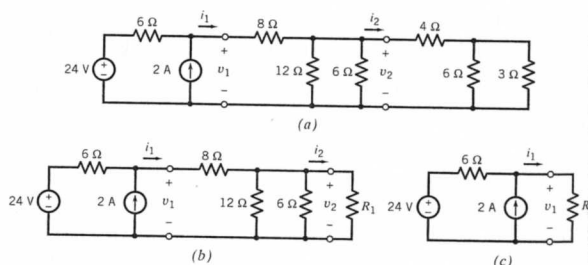 6 Ω i₁ 8 Ω i₂ 4 Ω
24 V + − 2 A + v₁ − 12 Ω 6 Ω + v₂ − 6 Ω 3 Ω
(a)
6 Ω i₁ 8 Ω i₂ 6 Ω i₁
24 V + − 2 A + v₁ − 12 Ω 6 Ω + v₂ − R₁ 24 V + − 2 A + v₁ − R
(b) (c)